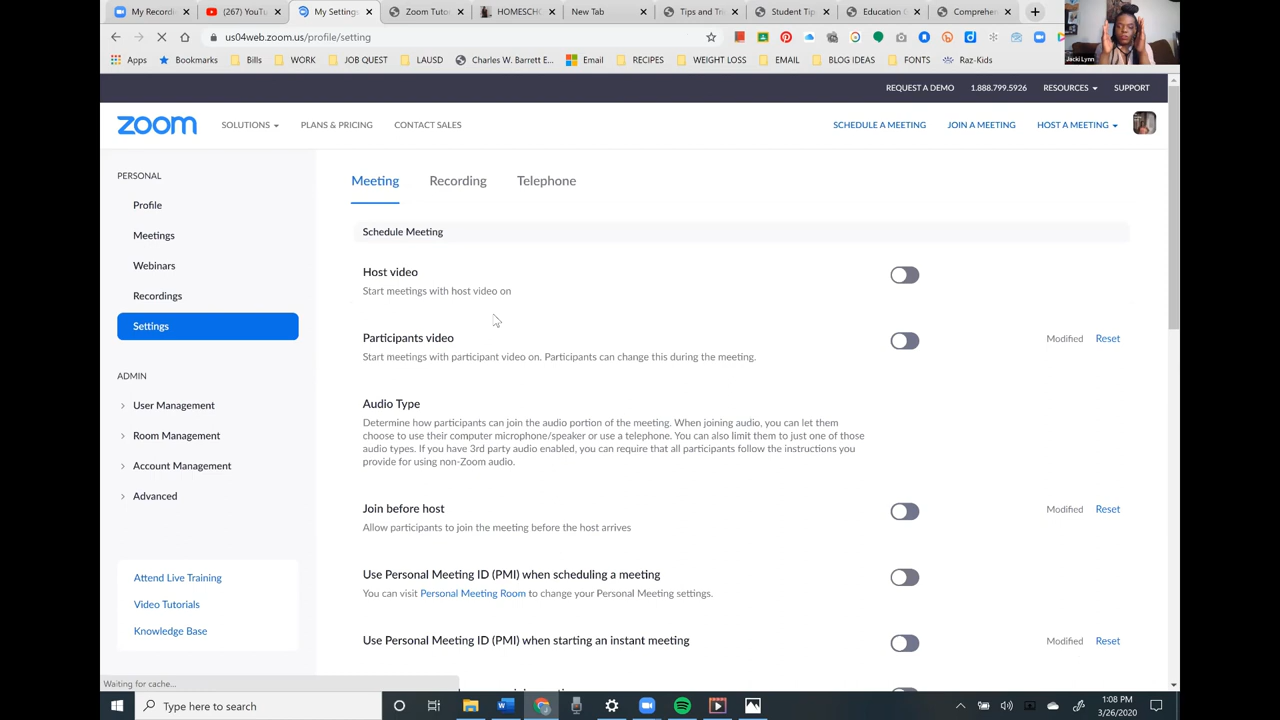 My Recordi
(267) YouTu
My Settings
Zoom Tutor
HOMESCHO
New Tab
Tips and Tric
Student Tips
Education C
Comprehens
us04web.zoom.us/profile/setting
Apps
Bookmarks
Bills
WORK
JOB QUEST
LAUSD
Charles W. Barrett E...
Email
RECIPES
WEIGHT LOSS
EMAIL
BLOG IDEAS
FONTS
Raz-Kids
Jacki Lynn
REQUEST A DEMO
1.888.799.5926
RESOURCES
SUPPORT
zoom
SOLUTIONS
PLANS & PRICING
CONTACT SALES
SCHEDULE A MEETING
JOIN A MEETING
HOST A MEETING
PERSONAL
Profile
Meetings
Webinars
Recordings
Settings
ADMIN
User Management
Room Management
Account Management
Advanced
Attend Live Training
Video Tutorials
Knowledge Base
Meeting
Recording
Telephone
Schedule Meeting
Host video
Start meetings with host video on
Participants video
Start meetings with participant video on. Participants can change this during the meeting.
Modified
Reset
Audio Type
Determine how participants can join the audio portion of the meeting. When joining audio, you can let them
choose to use their computer microphone/speaker or use a telephone. You can also limit them to just one of those
audio types. If you have 3rd party audio enabled, you can require that all participants follow the instructions you
provide for using non-Zoom audio.
Join before host
Allow participants to join the meeting before the host arrives
Modified
Reset
Use Personal Meeting ID (PMI) when scheduling a meeting
You can visit Personal Meeting Room to change your Personal Meeting settings.
Use Personal Meeting ID (PMI) when starting an instant meeting
Modified
Reset
Waiting for cache...
Type here to search
1:08 PM
3/26/2020